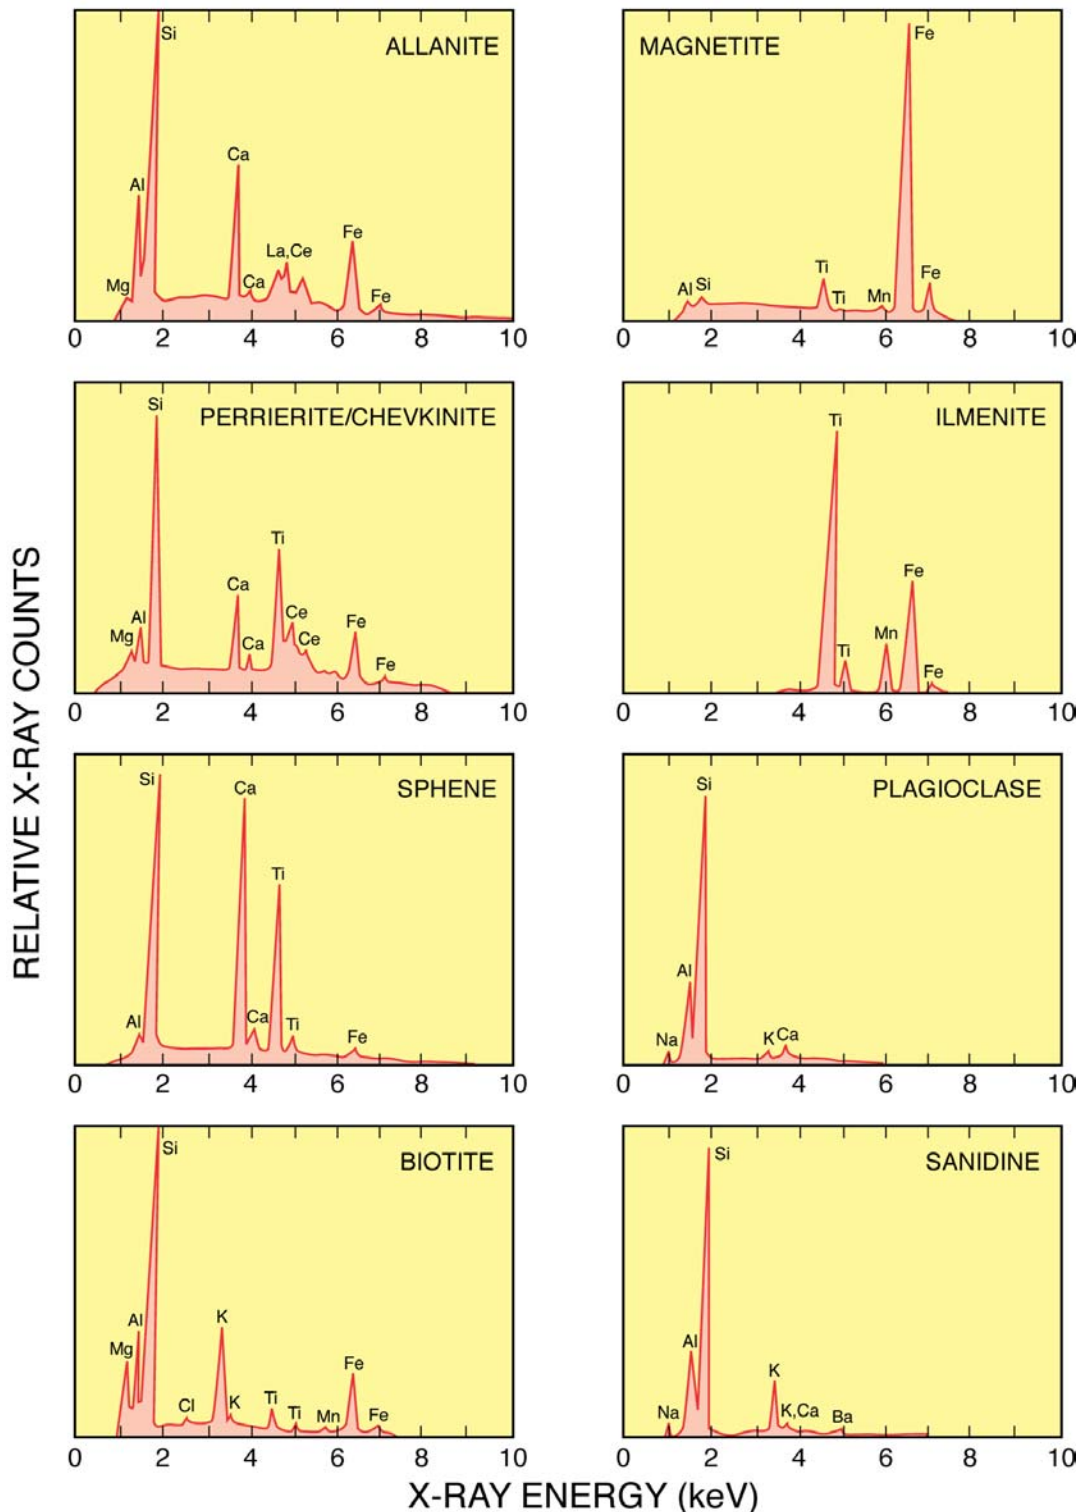 RELATIVE X-RAY COUNTS
ALLANITE
Mg Al Si Ca Ca La,Ce Fe Fe
0 2 4 6 8 10
MAGNETITE
Al Si Ti Ti Mn Fe Fe
0 2 4 6 8 10
PERRIERITE/CHEVKINITE
Mg Al Si Ca Ca Ti Ce Ce Fe Fe
0 2 4 6 8 10
ILMENITE
Ti Ti Mn Fe Fe
0 2 4 6 8 10
SPHENE
Al Si Ca Ca Ti Ti Fe
0 2 4 6 8 10
PLAGIOCLASE
Na Al Si K Ca
0 2 4 6 8 10
BIOTITE
Mg Al Si Cl K K Ti Ti Mn Fe Fe
0 2 4 6 8 10
SANIDINE
Na Al Si K K,Ca Ba
0 2 4 6 8 10
X-RAY ENERGY (keV)